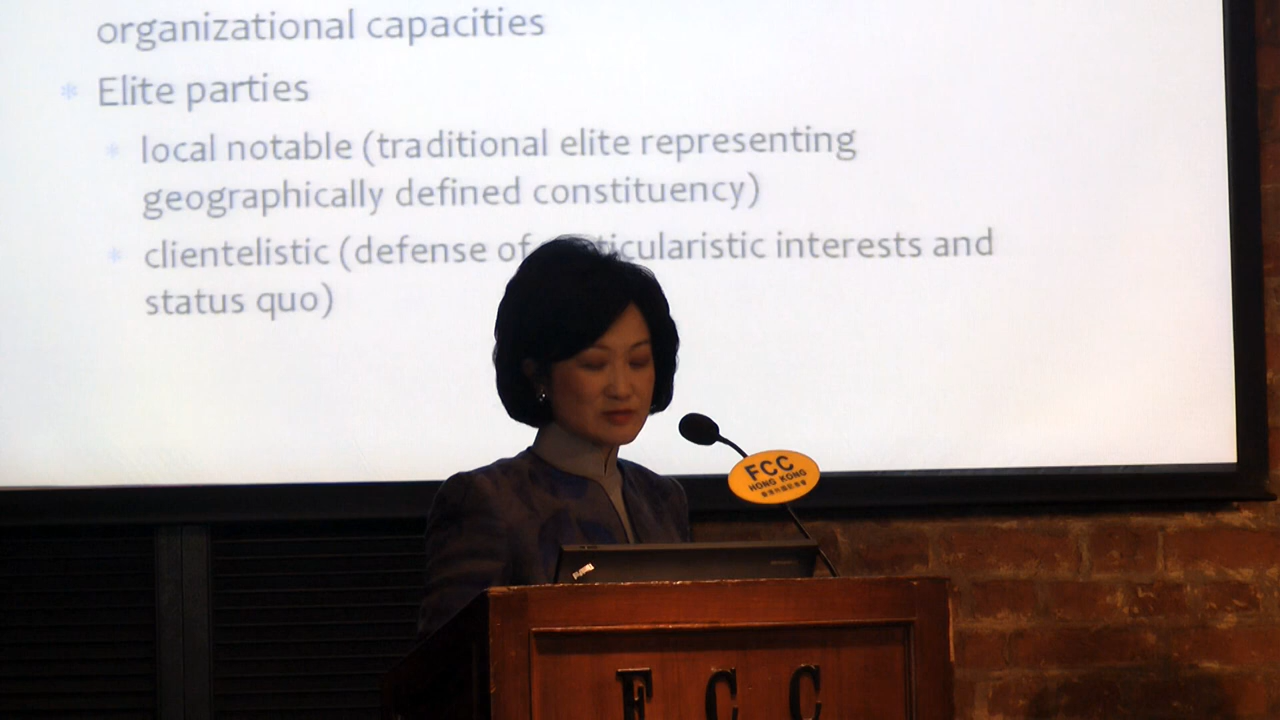 organizational capacities
* Elite parties
* local notable (traditional elite representing
geographically defined constituency)
* clientelistic (defense of ticularistic interests and
status quo)
FCC
HONG KONG
FCC